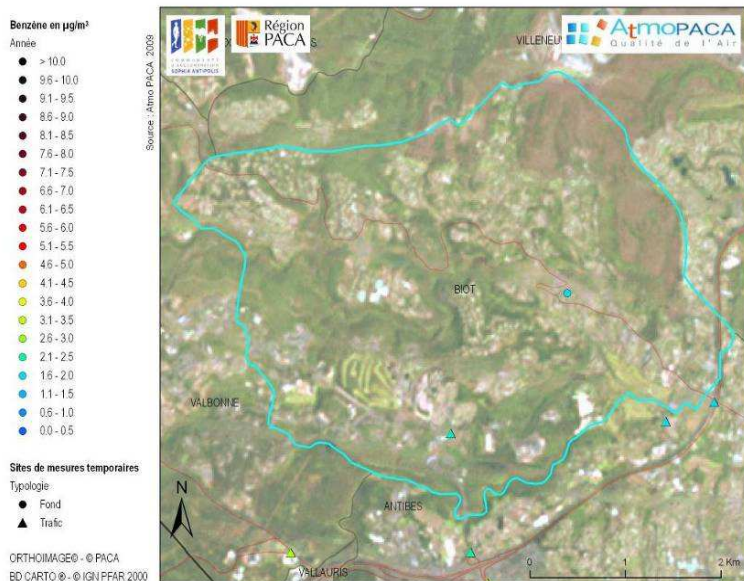 Benzène en µg/m³
Année
> 10.0
9.6 - 10.0
9.1 - 9.5
8.6 - 9.0
8.1 - 8.5
7.6 - 8.0
7.1 - 7.5
6.6 - 7.0
6.1 - 6.5
5.6 - 6.0
5.1 - 5.5
4.6 - 5.0
4.1 - 4.5
3.6 - 4.0
3.1 - 3.5
2.6 - 3.0
2.1 - 2.5
1.6 - 2.0
1.1 - 1.5
0.6 - 1.0
0.0 - 0.5
Sites de mesures temporaires
Typologie
Fond
Trafic
ORTHOIMAGE© - © PACA
BD CARTO ® - © IGN PFAR 2000
Source : Atmo PACA 2009
SOPHIA ANTIPOLIS
Région
PACA
VILLENEU
AtmoPACA
Qualité de l'Air
BIOT
VALBONNE
ANTIBES
VALLAURIS
N
0 1 2 Km